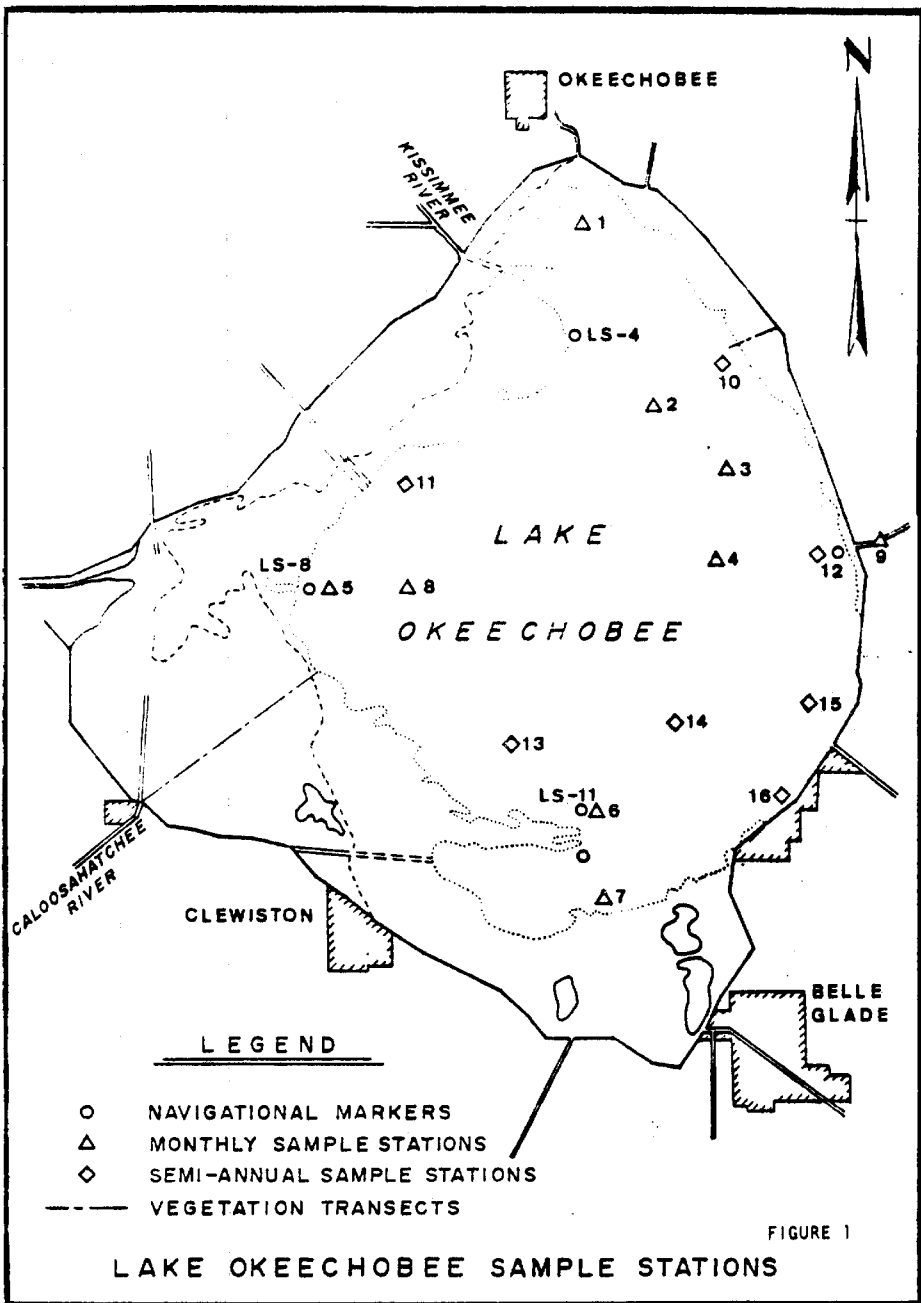 N
OKEECHOBEE
KISSIMMEE
RIVER
1
LS-4
10
2
3
11
LAKE
9
12
4
LS-8
5
8
OKEECHOBEE
15
14
13
LS-11
6
16
CALOOSAHATCHEE
RIVER
7
CLEWISTON
BELLE
GLADE
LEGEND
NAVIGATIONAL MARKERS
MONTHLY SAMPLE STATIONS
SEMI-ANNUAL SAMPLE STATIONS
VEGETATION TRANSECTS
FIGURE 1
LAKE OKEECHOBEE SAMPLE STATIONS